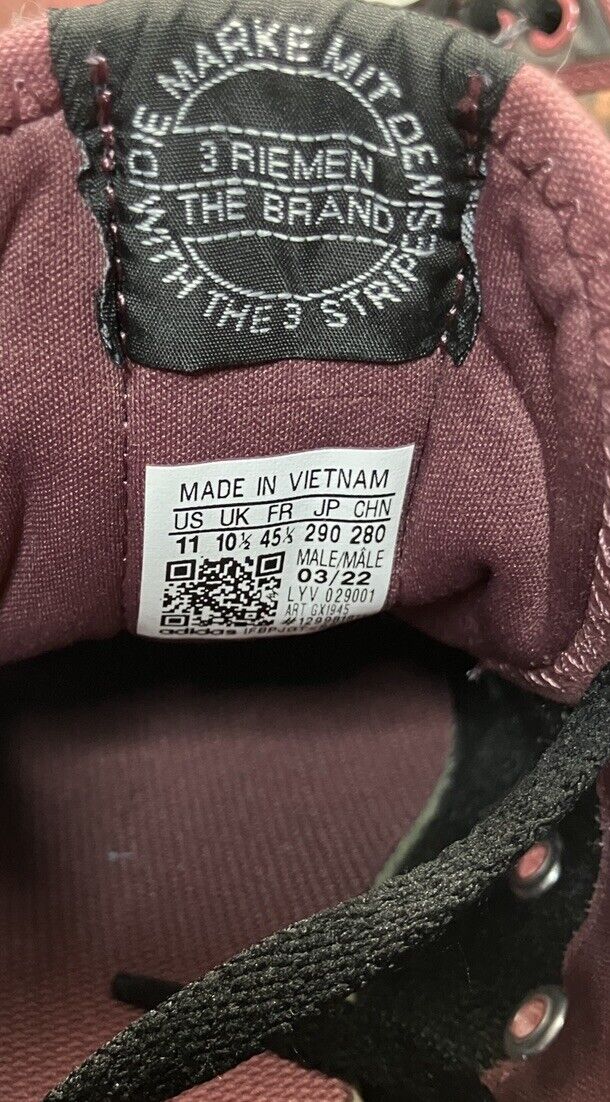 DIE MARKE MIT DEN
3 RIEMEN
THE BRAND
WITH THE 3 STRIPES
MADE IN VIETNAM
US UK FR JP CHN
11 10½ 45⅓ 290 280
MALE/MÂLE
03/22
LYV 029001
ART GX1945
adidas